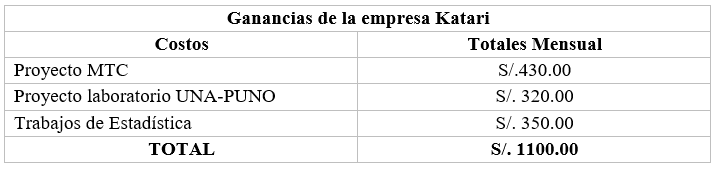 Ganancias de la empresa Katari
Costos Totales Mensual
Proyecto MTC S/.430.00
Proyecto laboratorio UNA-PUNO S/. 320.00
Trabajos de Estadística S/. 350.00
TOTAL S/. 1100.00